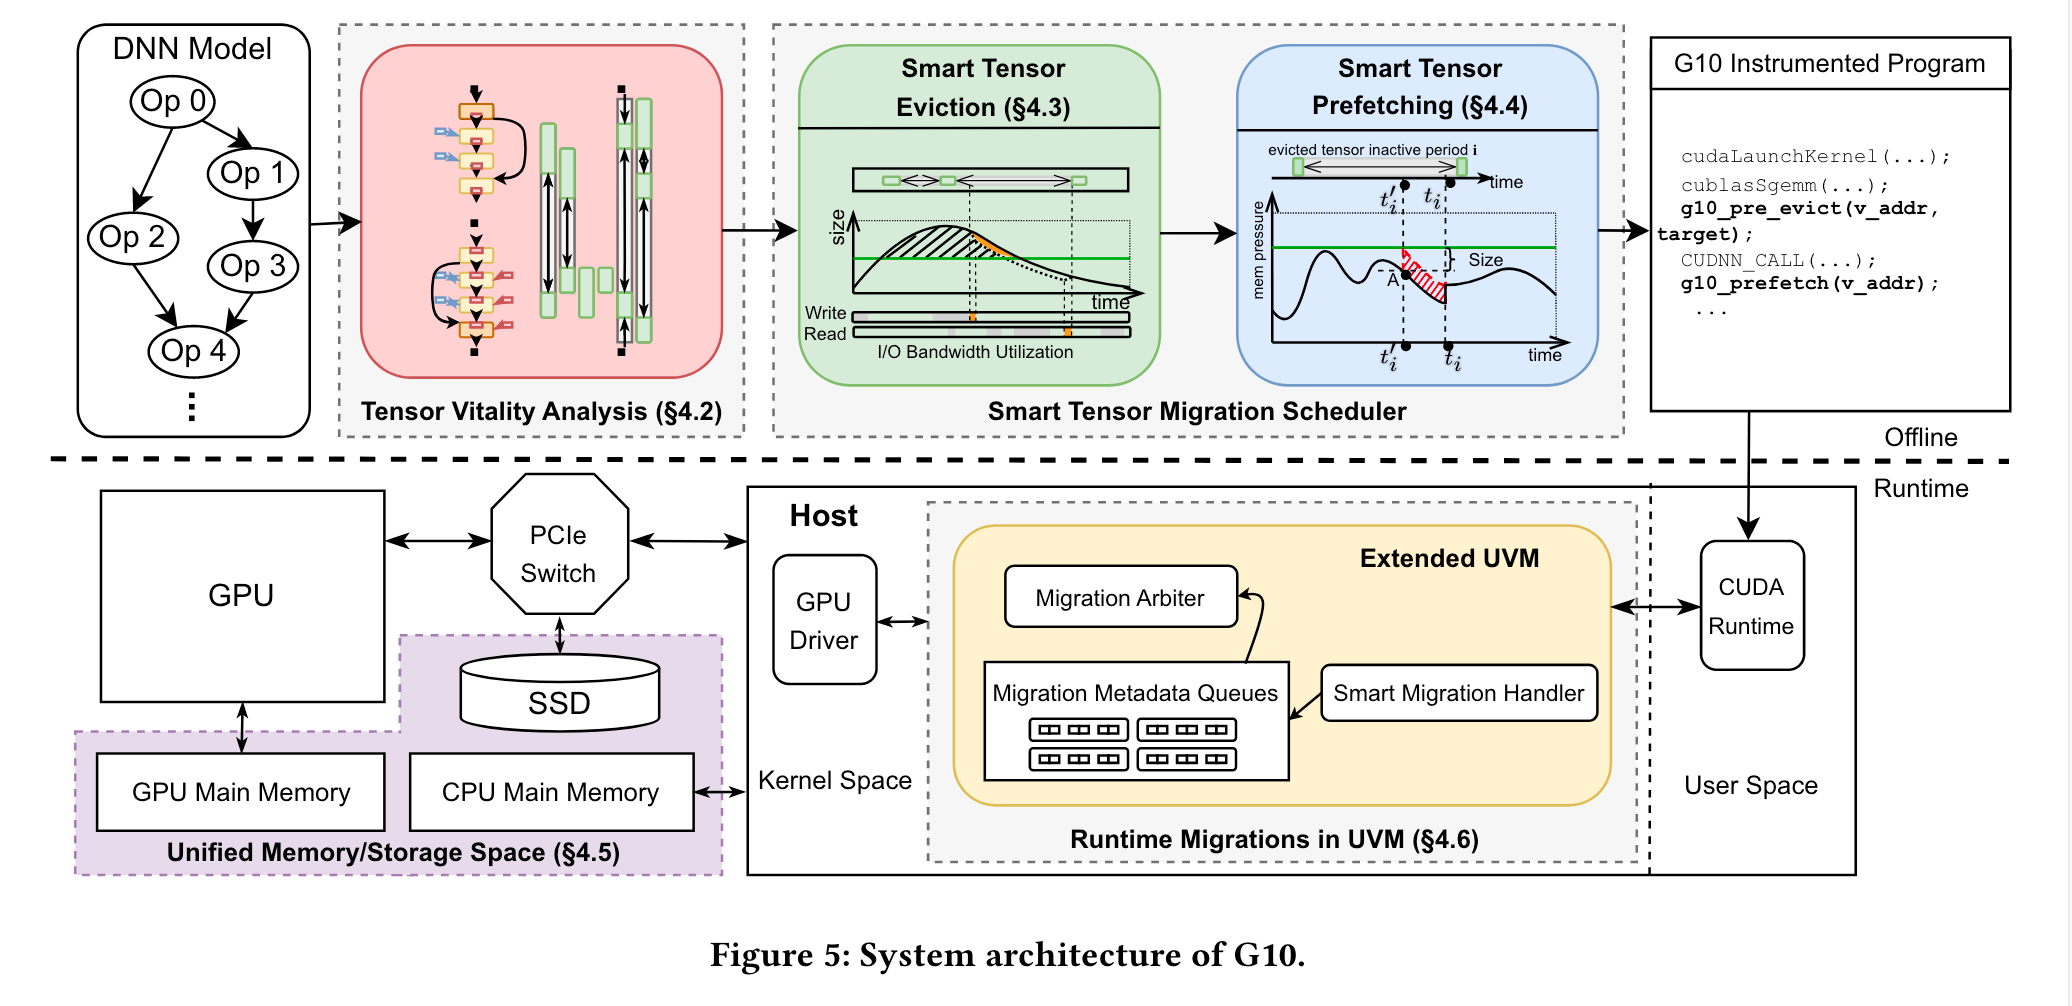 DNN Model
Op 0
Op 1
Op 2
Op 3
Op 4
Tensor Vitality Analysis (§4.2)
Smart Tensor
Eviction (§4.3)
size
time
Write
Read
I/O Bandwidth Utilization
Smart Tensor
Prefetching (§4.4)
evicted tensor inactive period i
time
t'i
ti
mem pressure
Size
A
time
t'i
ti
Smart Tensor Migration Scheduler
G10 Instrumented Program
cudaLaunchKernel(...);
cublasSgemm(...);
g10_pre_evict(v_addr,
target);
CUDNN_CALL(...);
g10_prefetch(v_addr);
...
Offline
Runtime
GPU
PCIe
Switch
SSD
GPU Main Memory
CPU Main Memory
Unified Memory/Storage Space (§4.5)
Host
GPU
Driver
Kernel Space
Extended UVM
Migration Arbiter
Migration Metadata Queues
Smart Migration Handler
Runtime Migrations in UVM (§4.6)
CUDA
Runtime
User Space
Figure 5: System architecture of G10.